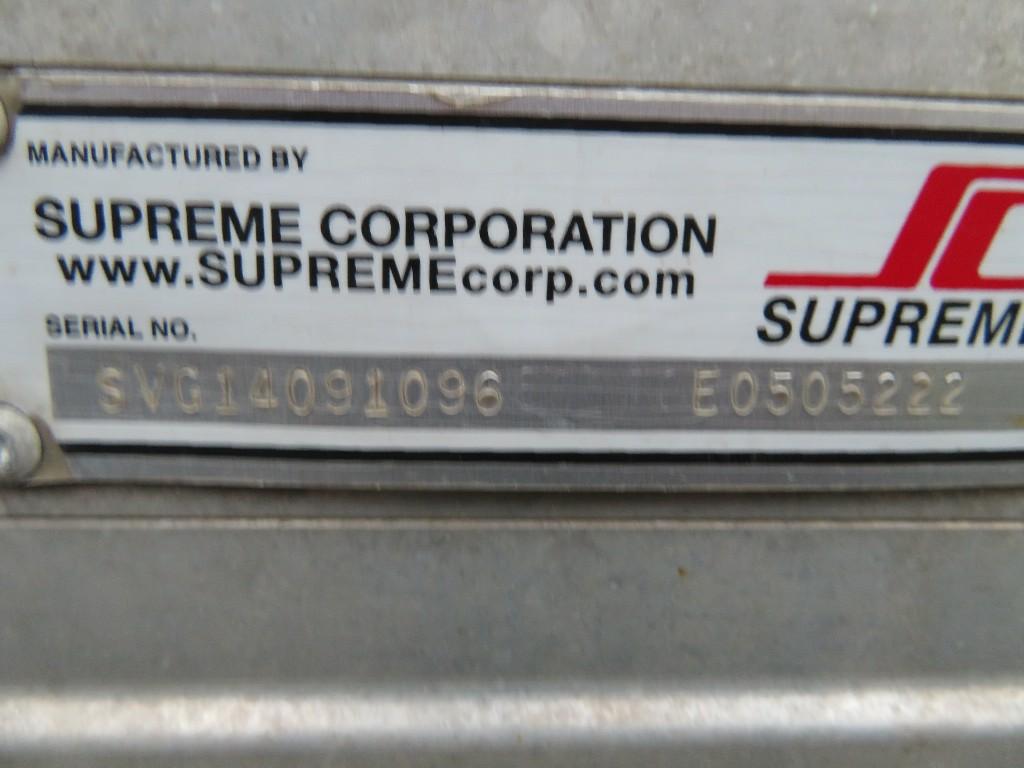 MANUFACTURED BY
SUPREME CORPORATION
www.SUPREMEcorp.com
SERIAL NO.
SUPREME
SVG14091096 E0505222